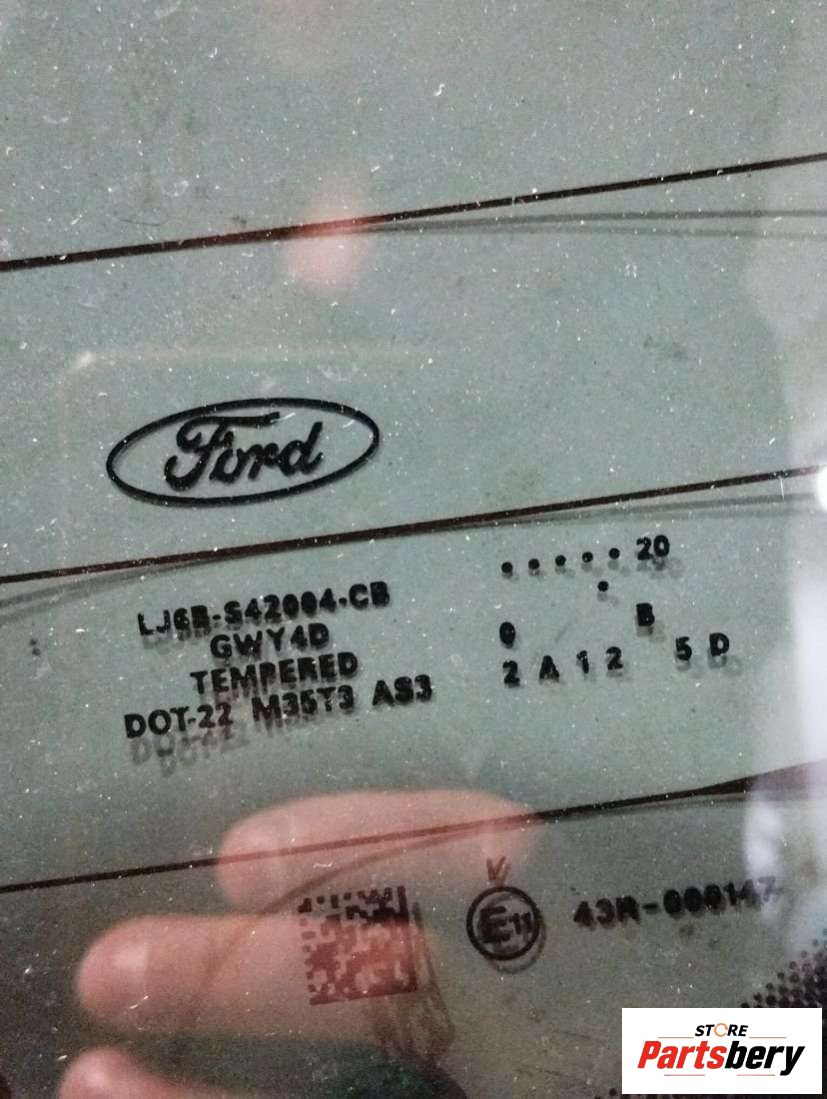 Ford
LJ6B-S42004-CB
GWY4D
TEMPERED
DOT-22 M35T3 AS3
. . . . . 20
.
0 B
2 A 1 2 5 D
E11
43R-000147
STORE
Partsbery